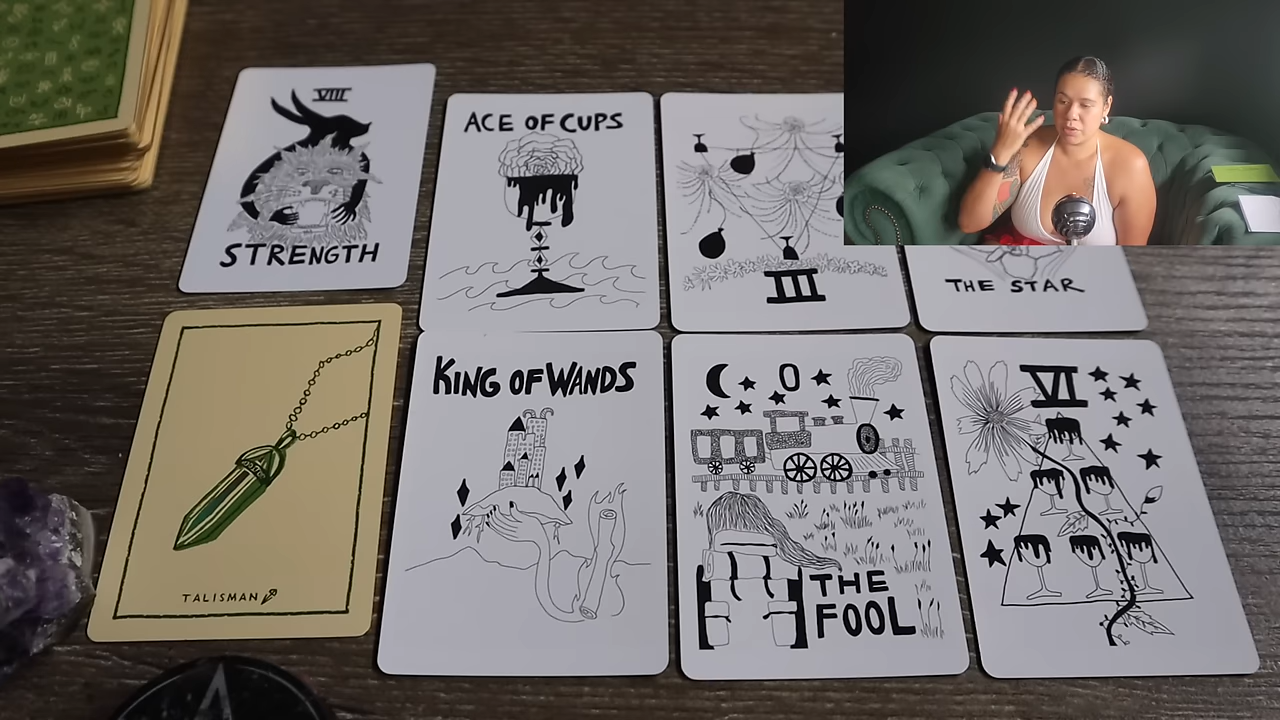 VIII
STRENGTH
ACE OF CUPS
III
THE STAR
TALISMAN
KING OF WANDS
0
THE
FOOL
VI